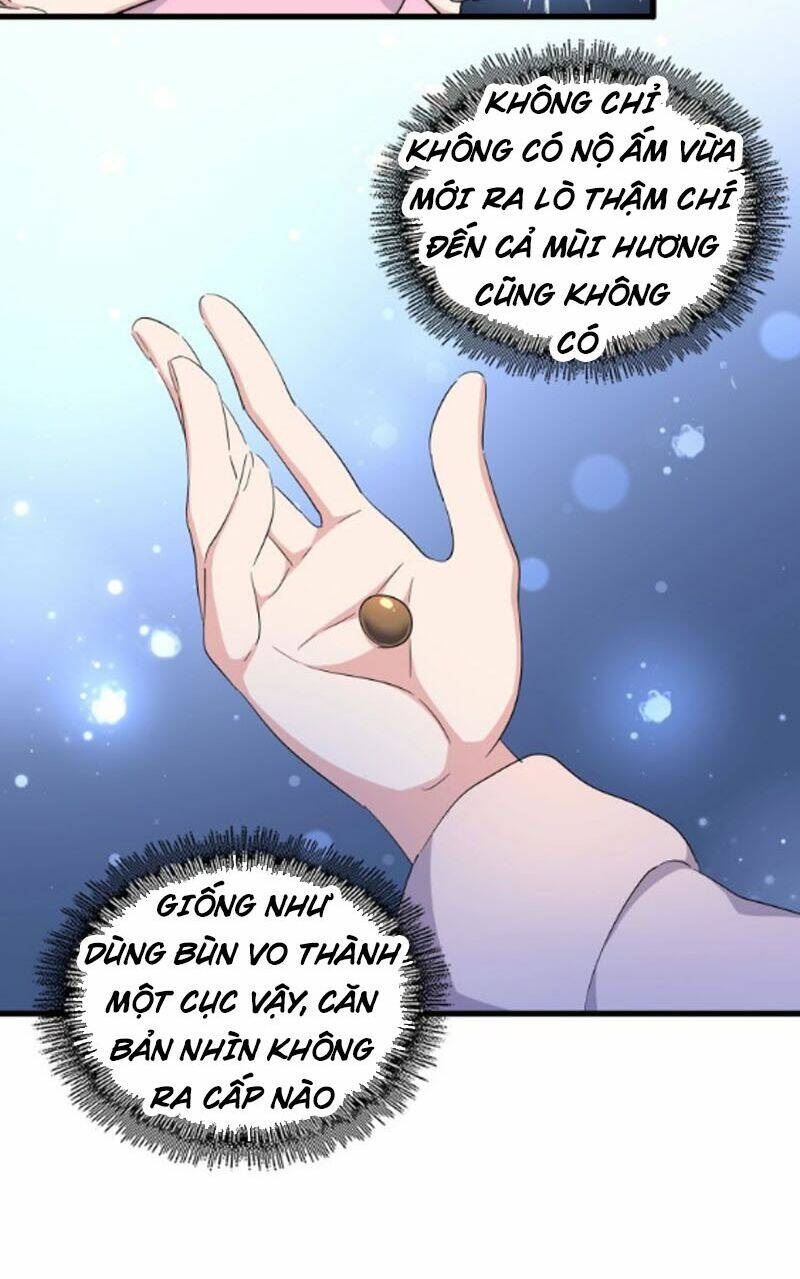 KHÔNG CHỈ
KHÔNG CÓ NỘ ẤM VỪA
MỚI RA LÒ THẬM CHÍ
ĐẾN CẢ MÙI HƯƠNG
CŨNG KHÔNG
CÓ
GIỐNG NHƯ
DÙNG BÙN VO THÀNH
MỘT CỤC VẬY, CĂN
BẢN NHÌN KHÔNG
RA CẤP NÀO